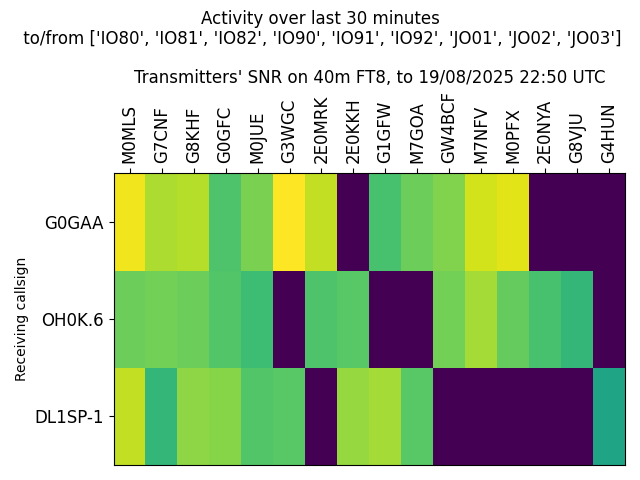 Activity over last 30 minutes
to/from ['IO80', 'IO81', 'IO82', 'IO90', 'IO91', 'IO92', 'JO01', 'JO02', 'JO03']
Transmitters' SNR on 40m FT8, to 19/08/2025 22:50 UTC
M0MLS
G7CNF
G8KHF
G0GFC
M0JUE
G3WGC
2E0MRK
2E0KKH
G1GFW
M7GOA
GW4BCF
M7NFV
M0PFX
2E0NYA
G8VJU
G4HUN
Receiving callsign
G0GAA
OH0K.6
DL1SP-1